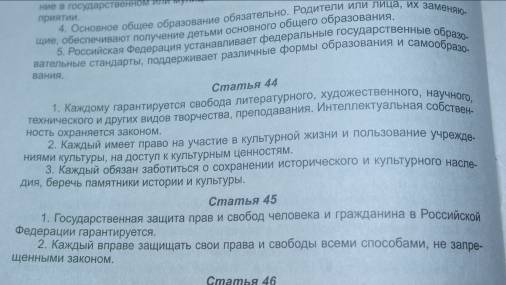 ние в государственном или
приятии.
4. Основное общее образование обязательно. Родители или лица, их заменяю-
щие, обеспечивают получение детьми основного общего образования.
5. Российская Федерация устанавливает федеральные государственные образо-
вательные стандарты, поддерживает различные формы образования и самообразо-
вания.
Статья 44
1. Каждому гарантируется свобода литературного, художественного, научного,
технического и других видов творчества, преподавания. Интеллектуальная собствен-
ность охраняется законом.
2. Каждый имеет право на участие в культурной жизни и пользование учрежде-
ниями культуры, на доступ к культурным ценностям.
3. Каждый обязан заботиться о сохранении исторического и культурного насле-
дия, беречь памятники истории и культуры.
Статья 45
1. Государственная защита прав и свобод человека и гражданина в Российской
Федерации гарантируется.
2. Каждый вправе защищать свои права и свободы всеми способами, не запре-
щенными законом.
Статья 46